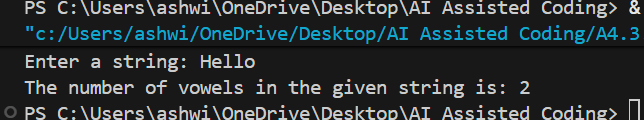 PS C:\Users\ashwi\OneDrive\Desktop\AI Assisted Coding> &
"c:/Users/ashwi/OneDrive/Desktop/AI Assisted Coding/A4.3
Enter a string: Hello
The number of vowels in the given string is: 2
PS C:\Users\ashwi\OneDrive\Desktop\AI Assisted Coding>